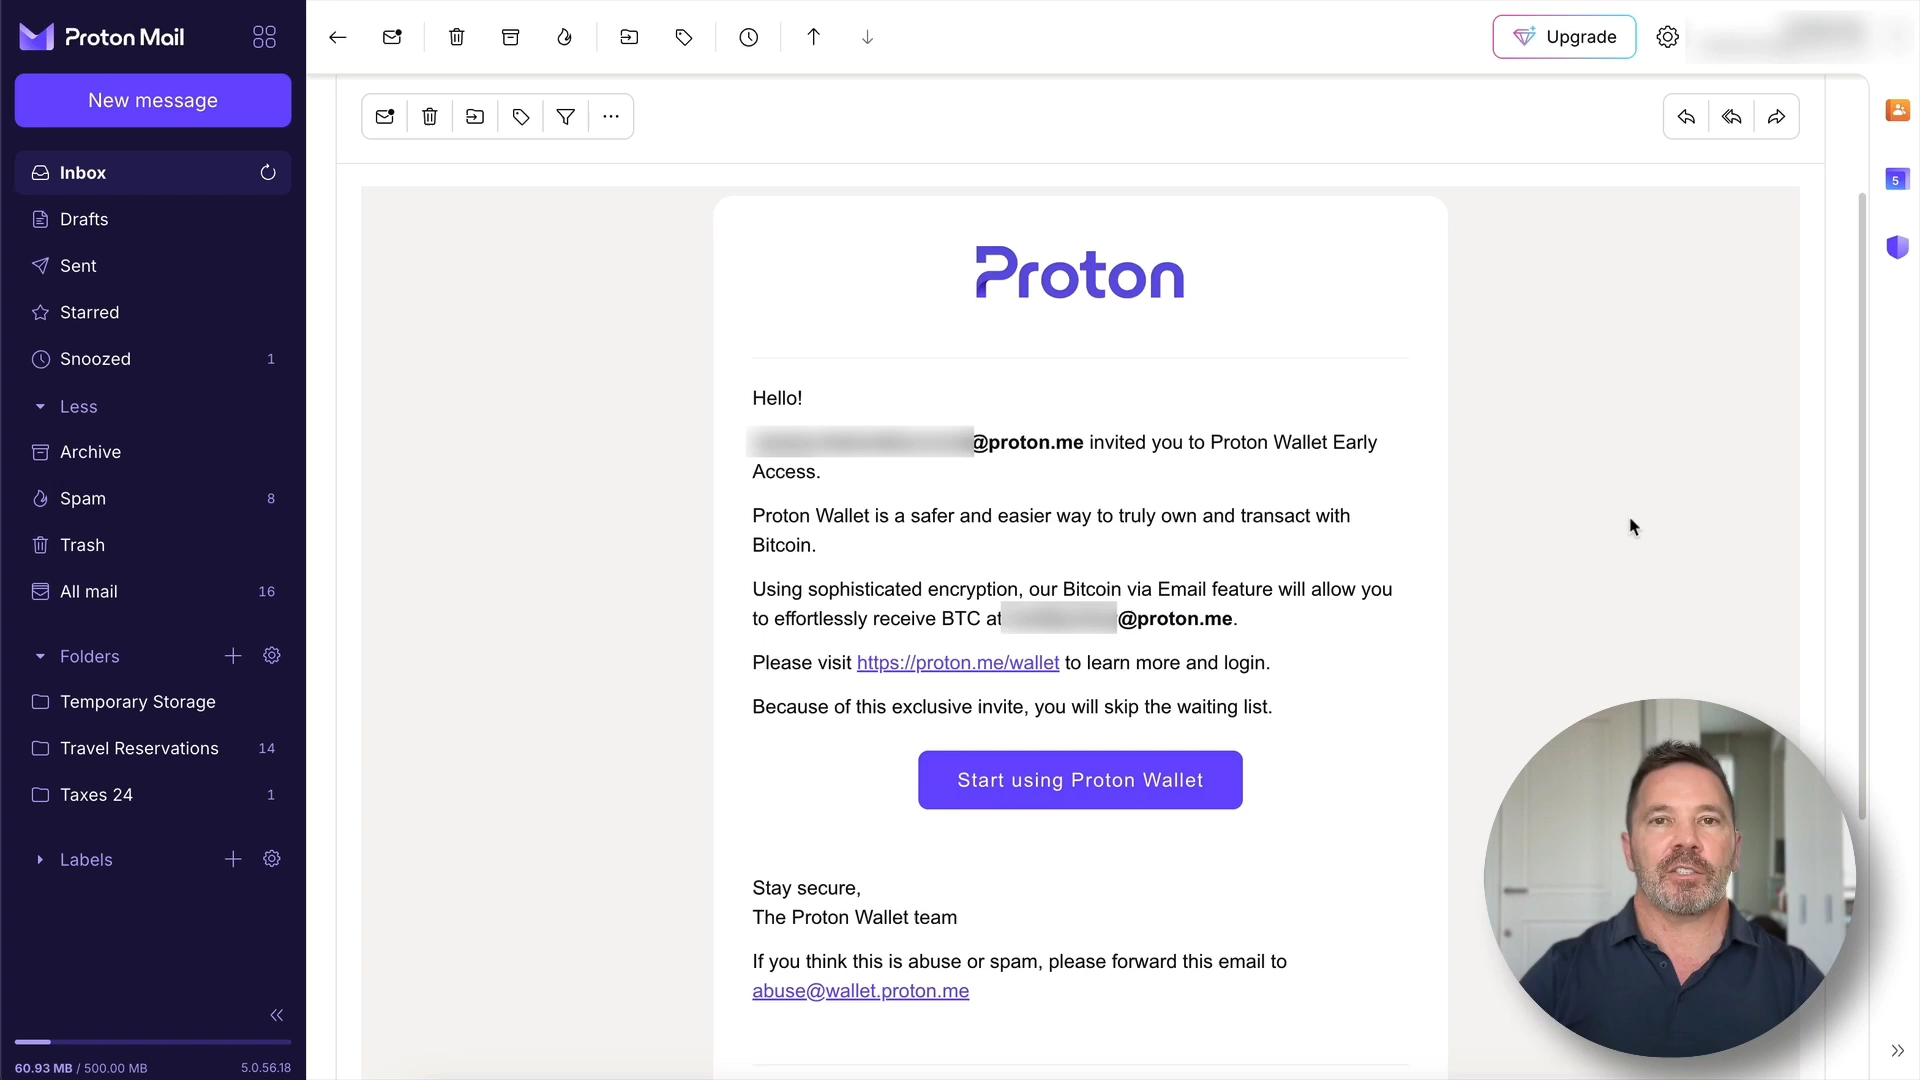 Proton Mail
New message
Inbox
Drafts
Sent
Starred
Snoozed 1
Less
Archive
Spam 8
Trash
All mail 16
Folders
Temporary Storage
Travel Reservations 14
Taxes 24 1
Labels
60.93 MB / 500.00 MB 5.0.56.18
Upgrade
5
Proton
Hello!
@proton.me invited you to Proton Wallet Early
Access.
Proton Wallet is a safer and easier way to truly own and transact with
Bitcoin.
Using sophisticated encryption, our Bitcoin via Email feature will allow you
to effortlessly receive BTC at @proton.me.
Please visit https://proton.me/wallet to learn more and login.
Because of this exclusive invite, you will skip the waiting list.
Start using Proton Wallet
Stay secure,
The Proton Wallet team
If you think this is abuse or spam, please forward this email to
abuse@wallet.proton.me